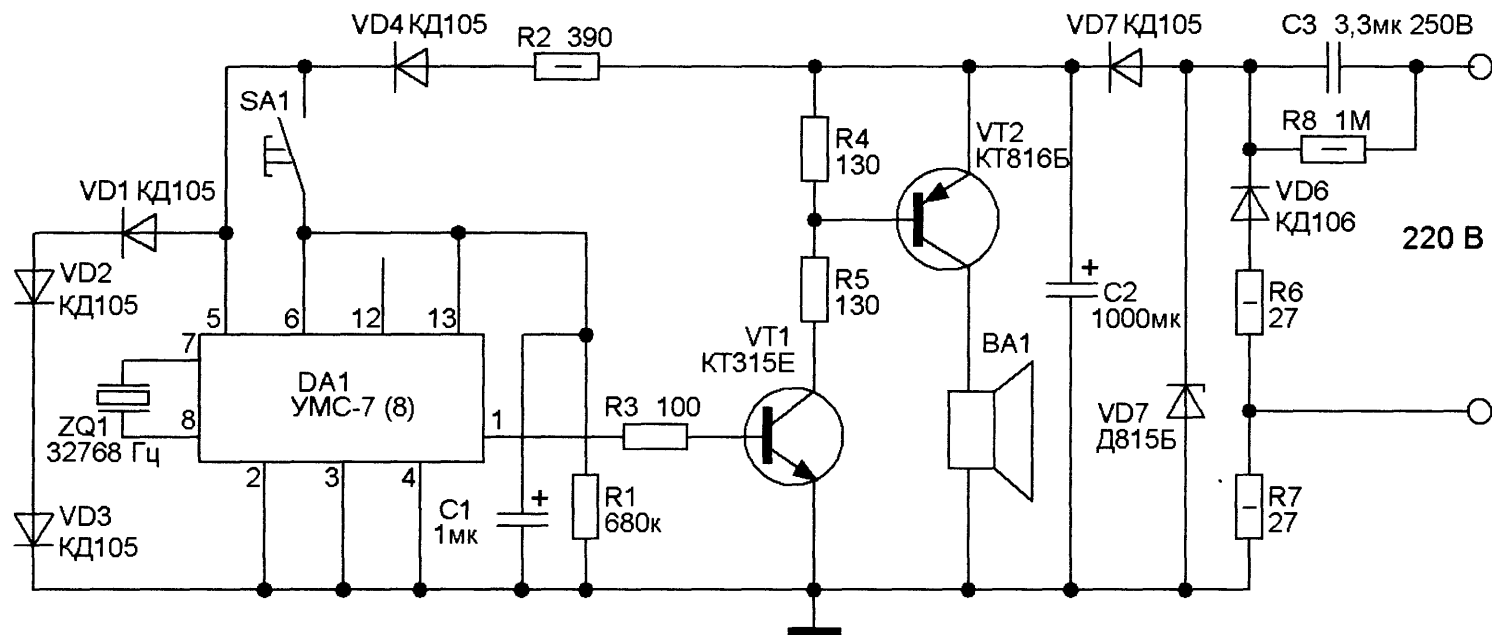 VD4 КД105
R2 390
VD7 КД105
C3 3,3мк 250В
SA1
R8 1М
R4
130
VT2
КТ816Б
VD1 КД105
VD6
КД106
220 В
VD2
КД105
R5
130
C2
1000мк
R6
27
5
6
12
13
7
VT1
КТ315Е
BA1
DA1
УМС-7 (8)
R3 100
8
1
VD7
Д815Б
ZQ1
32768 Гц
2
3
4
C1
1мк
R1
680к
R7
27
VD3
КД105
+
+